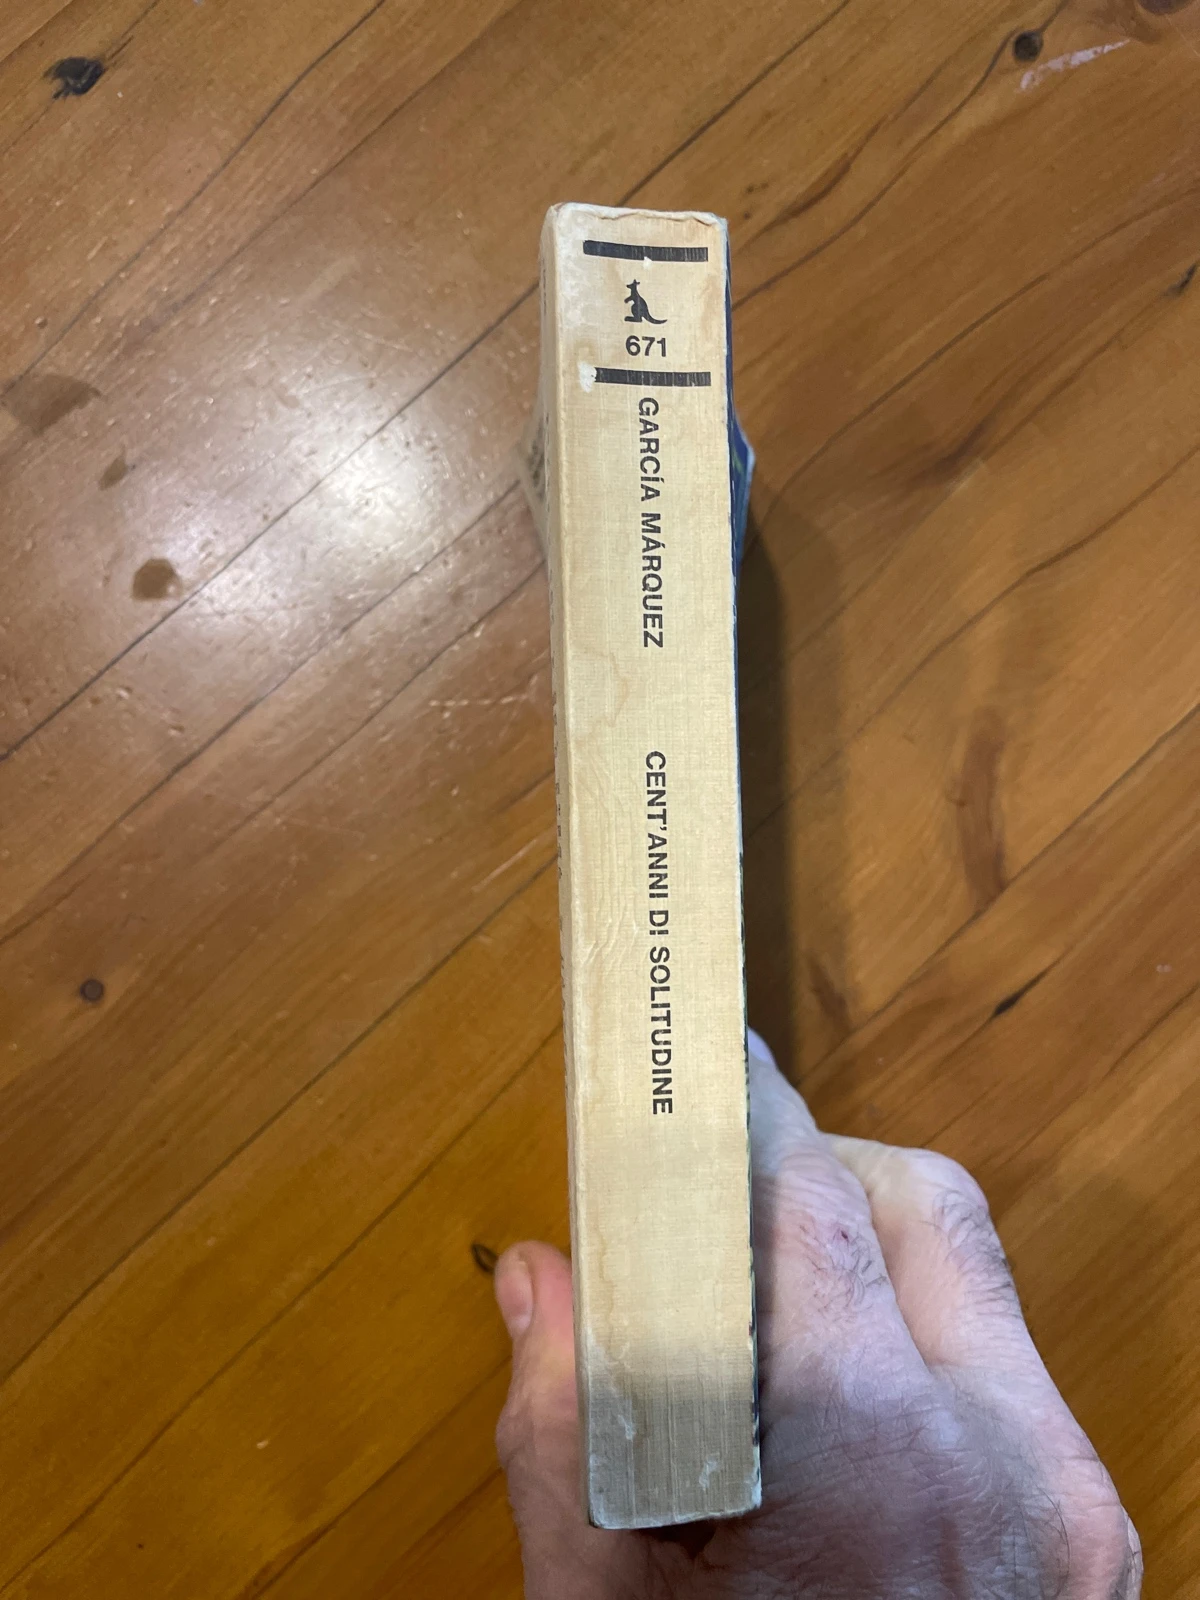 671
GARCÍA MÁRQUEZ
CENT'ANNI DI SOLITUDINE